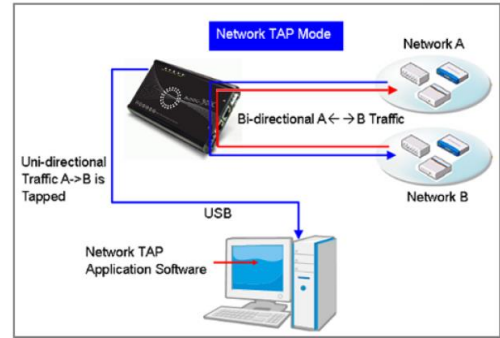 Network TAP Mode
Network A
Bi-directional A← →B Traffic
Uni-directional
Traffic A->B is
Tapped
Network B
USB
Network TAP
Application Software